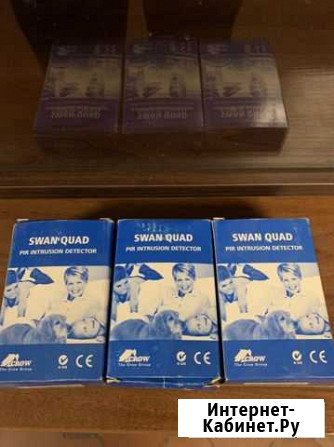 SWAN QUAD
PIR INTRUSION DETECTOR
CROW
The Crow Group
CE
SWAN QUAD
PIR INTRUSION DETECTOR
CROW
The Crow Group
CE
SWAN QUAD
PIR INTRUSION DETECTOR
CROW
The Crow Group
CE
Интернет-
Кабинет.Ру